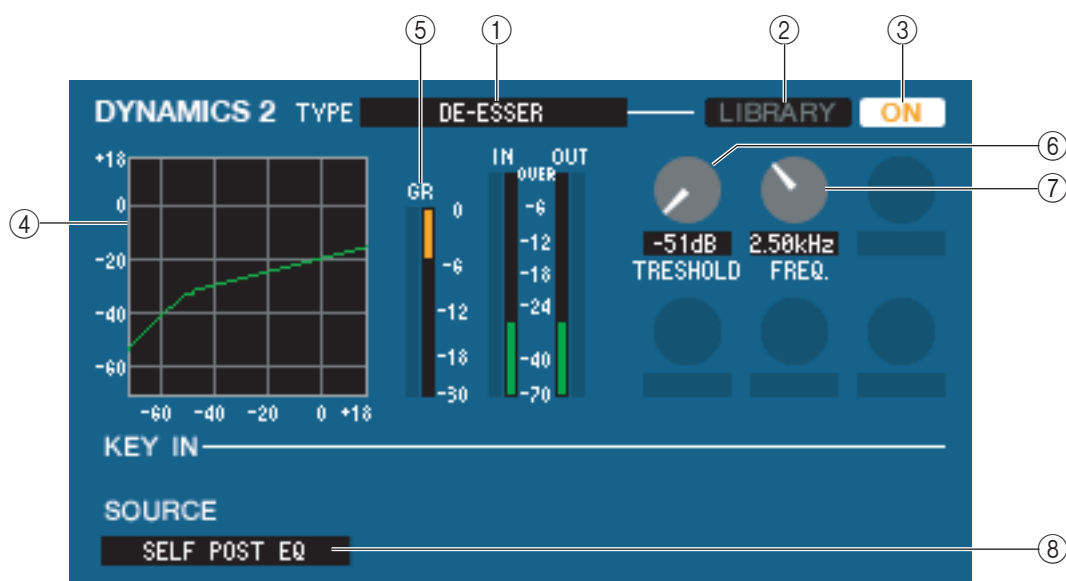 ⑤ ① ② ③
DYNAMICS 2 TYPE DE-ESSER LIBRARY ON
⑥
⑦
④
+18
0
-20
-40
-60
-60 -40 -20 0 +18
GR
0
-6
-12
-18
-30
IN OUT
OVER
-6
-12
-18
-24
-40
-70
-51dB 2.50kHz
TRESHOLD FREQ.
KEY IN
SOURCE
SELF POST EQ
⑧